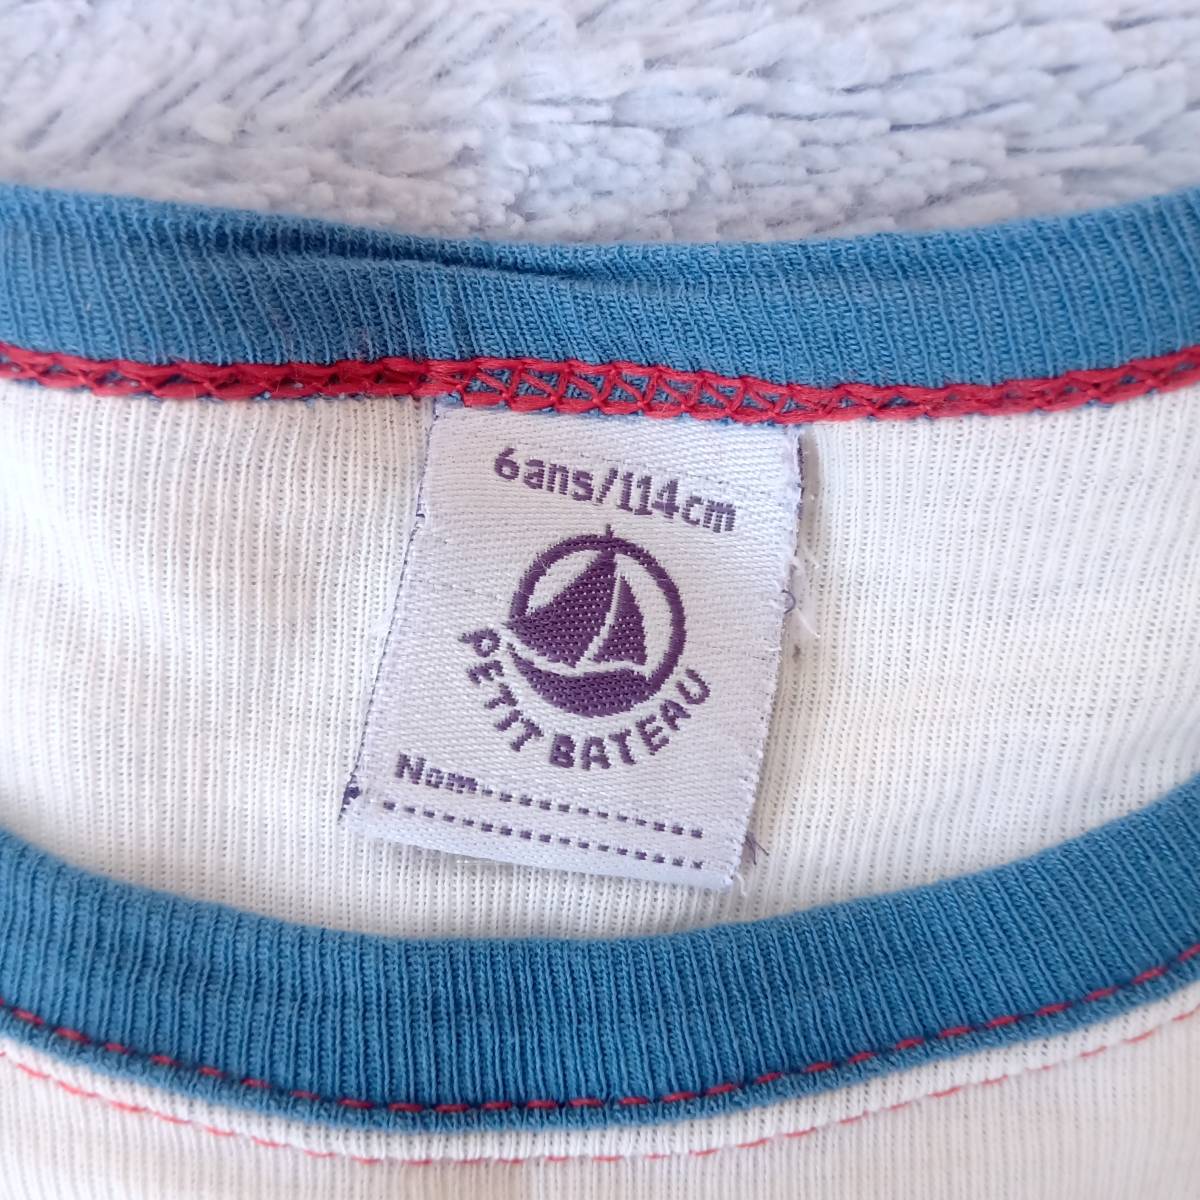 6ans/114cm
PETIT BATEAU
Nom